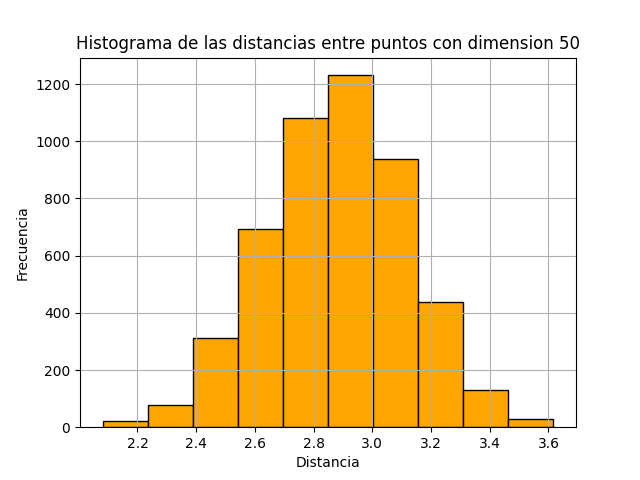 Histograma de las distancias entre puntos con dimension 50
1200
1000
800
600
400
200
0
Frecuencia
2.2 2.4 2.6 2.8 3.0 3.2 3.4 3.6
Distancia